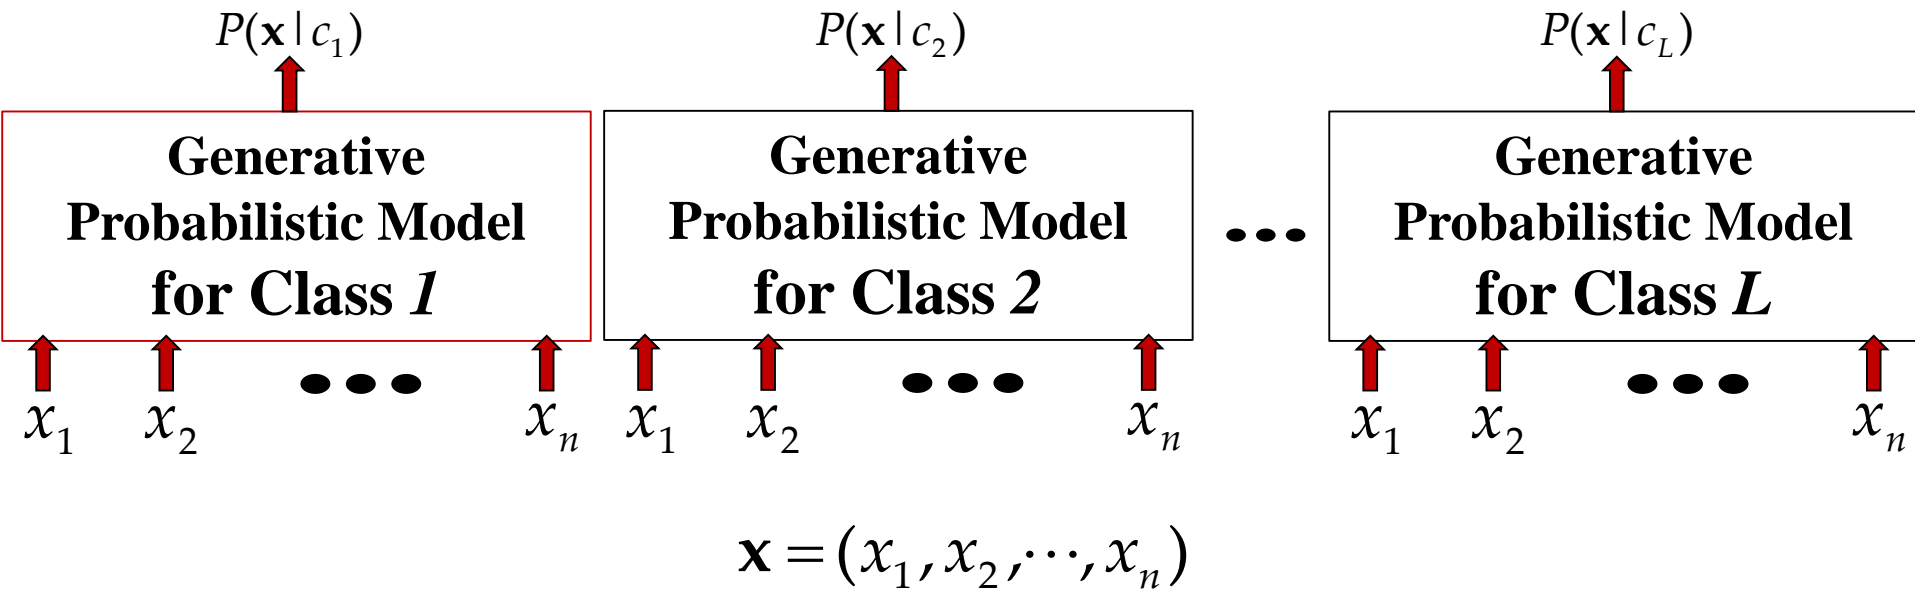 P(x|c₁) P(x|c₂) P(x|c_L)
Generative Generative Generative
Probabilistic Model Probabilistic Model ••• Probabilistic Model
for Class 1 for Class 2 for Class L
••• ••• •••
x₁ x₂ xₙ x₁ x₂ xₙ x₁ x₂ xₙ
x = (x₁, x₂, ⋯, xₙ)